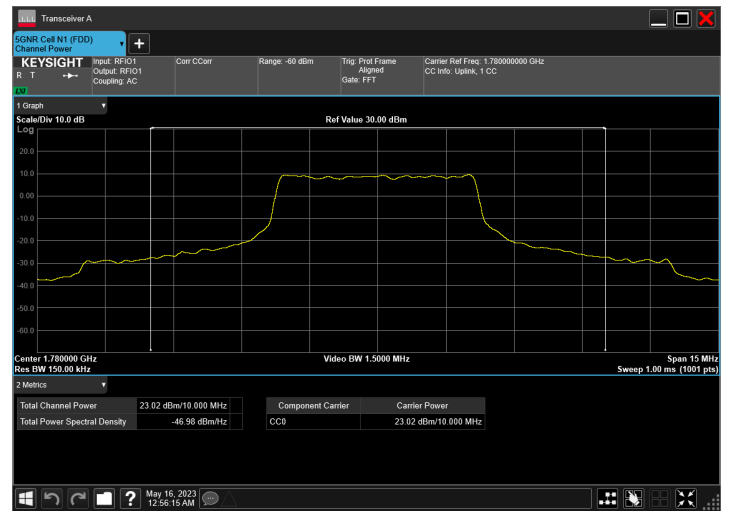 Transceiver A
5GNR Cell N1 (FDD)
Channel Power
KEYSIGHT
R T
LXI
Input: RFIO1
Output: RFIO1
Coupling: AC
Corr CCorr
Range: -60 dBm
Trig: Prot Frame
Aligned
Gate: FFT
Carrier Ref Freq: 1.780000000 GHz
CC Info: Uplink, 1 CC
1 Graph
Scale/Div 10.0 dB
Ref Value 30.00 dBm
Log
20.0
10.0
0.00
-10.0
-20.0
-30.0
-40.0
-50.0
-60.0
Center 1.780000 GHz
Video BW 1.5000 MHz
Span 15 MHz
Res BW 150.00 kHz
Sweep 1.00 ms (1001 pts)
2 Metrics
Total Channel Power 23.02 dBm/10.000 MHz
Total Power Spectral Density -46.98 dBm/Hz
Component Carrier Carrier Power
CC0 23.02 dBm/10.000 MHz
?
May 16, 2023
12:56:15 AM